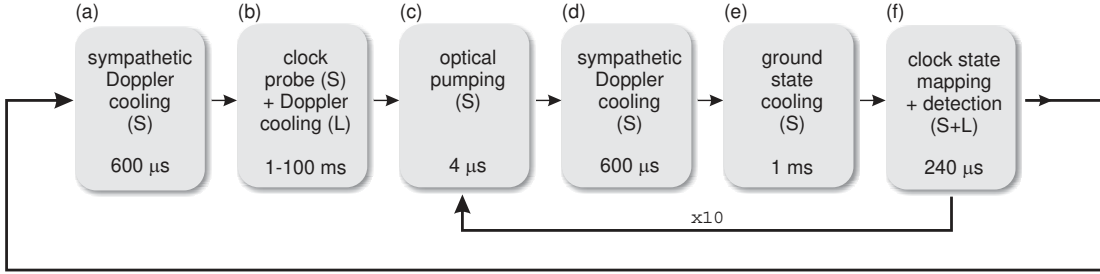 (a)
sympathetic
Doppler
cooling
(S)
600 μs
(b)
clock
probe (S)
+ Doppler
cooling (L)
1-100 ms
(c)
optical
pumping
(S)
4 μs
(d)
sympathetic
Doppler
cooling
(S)
600 μs
(e)
ground
state
cooling
(S)
1 ms
(f)
clock state
mapping
+ detection
(S+L)
240 μs
x10